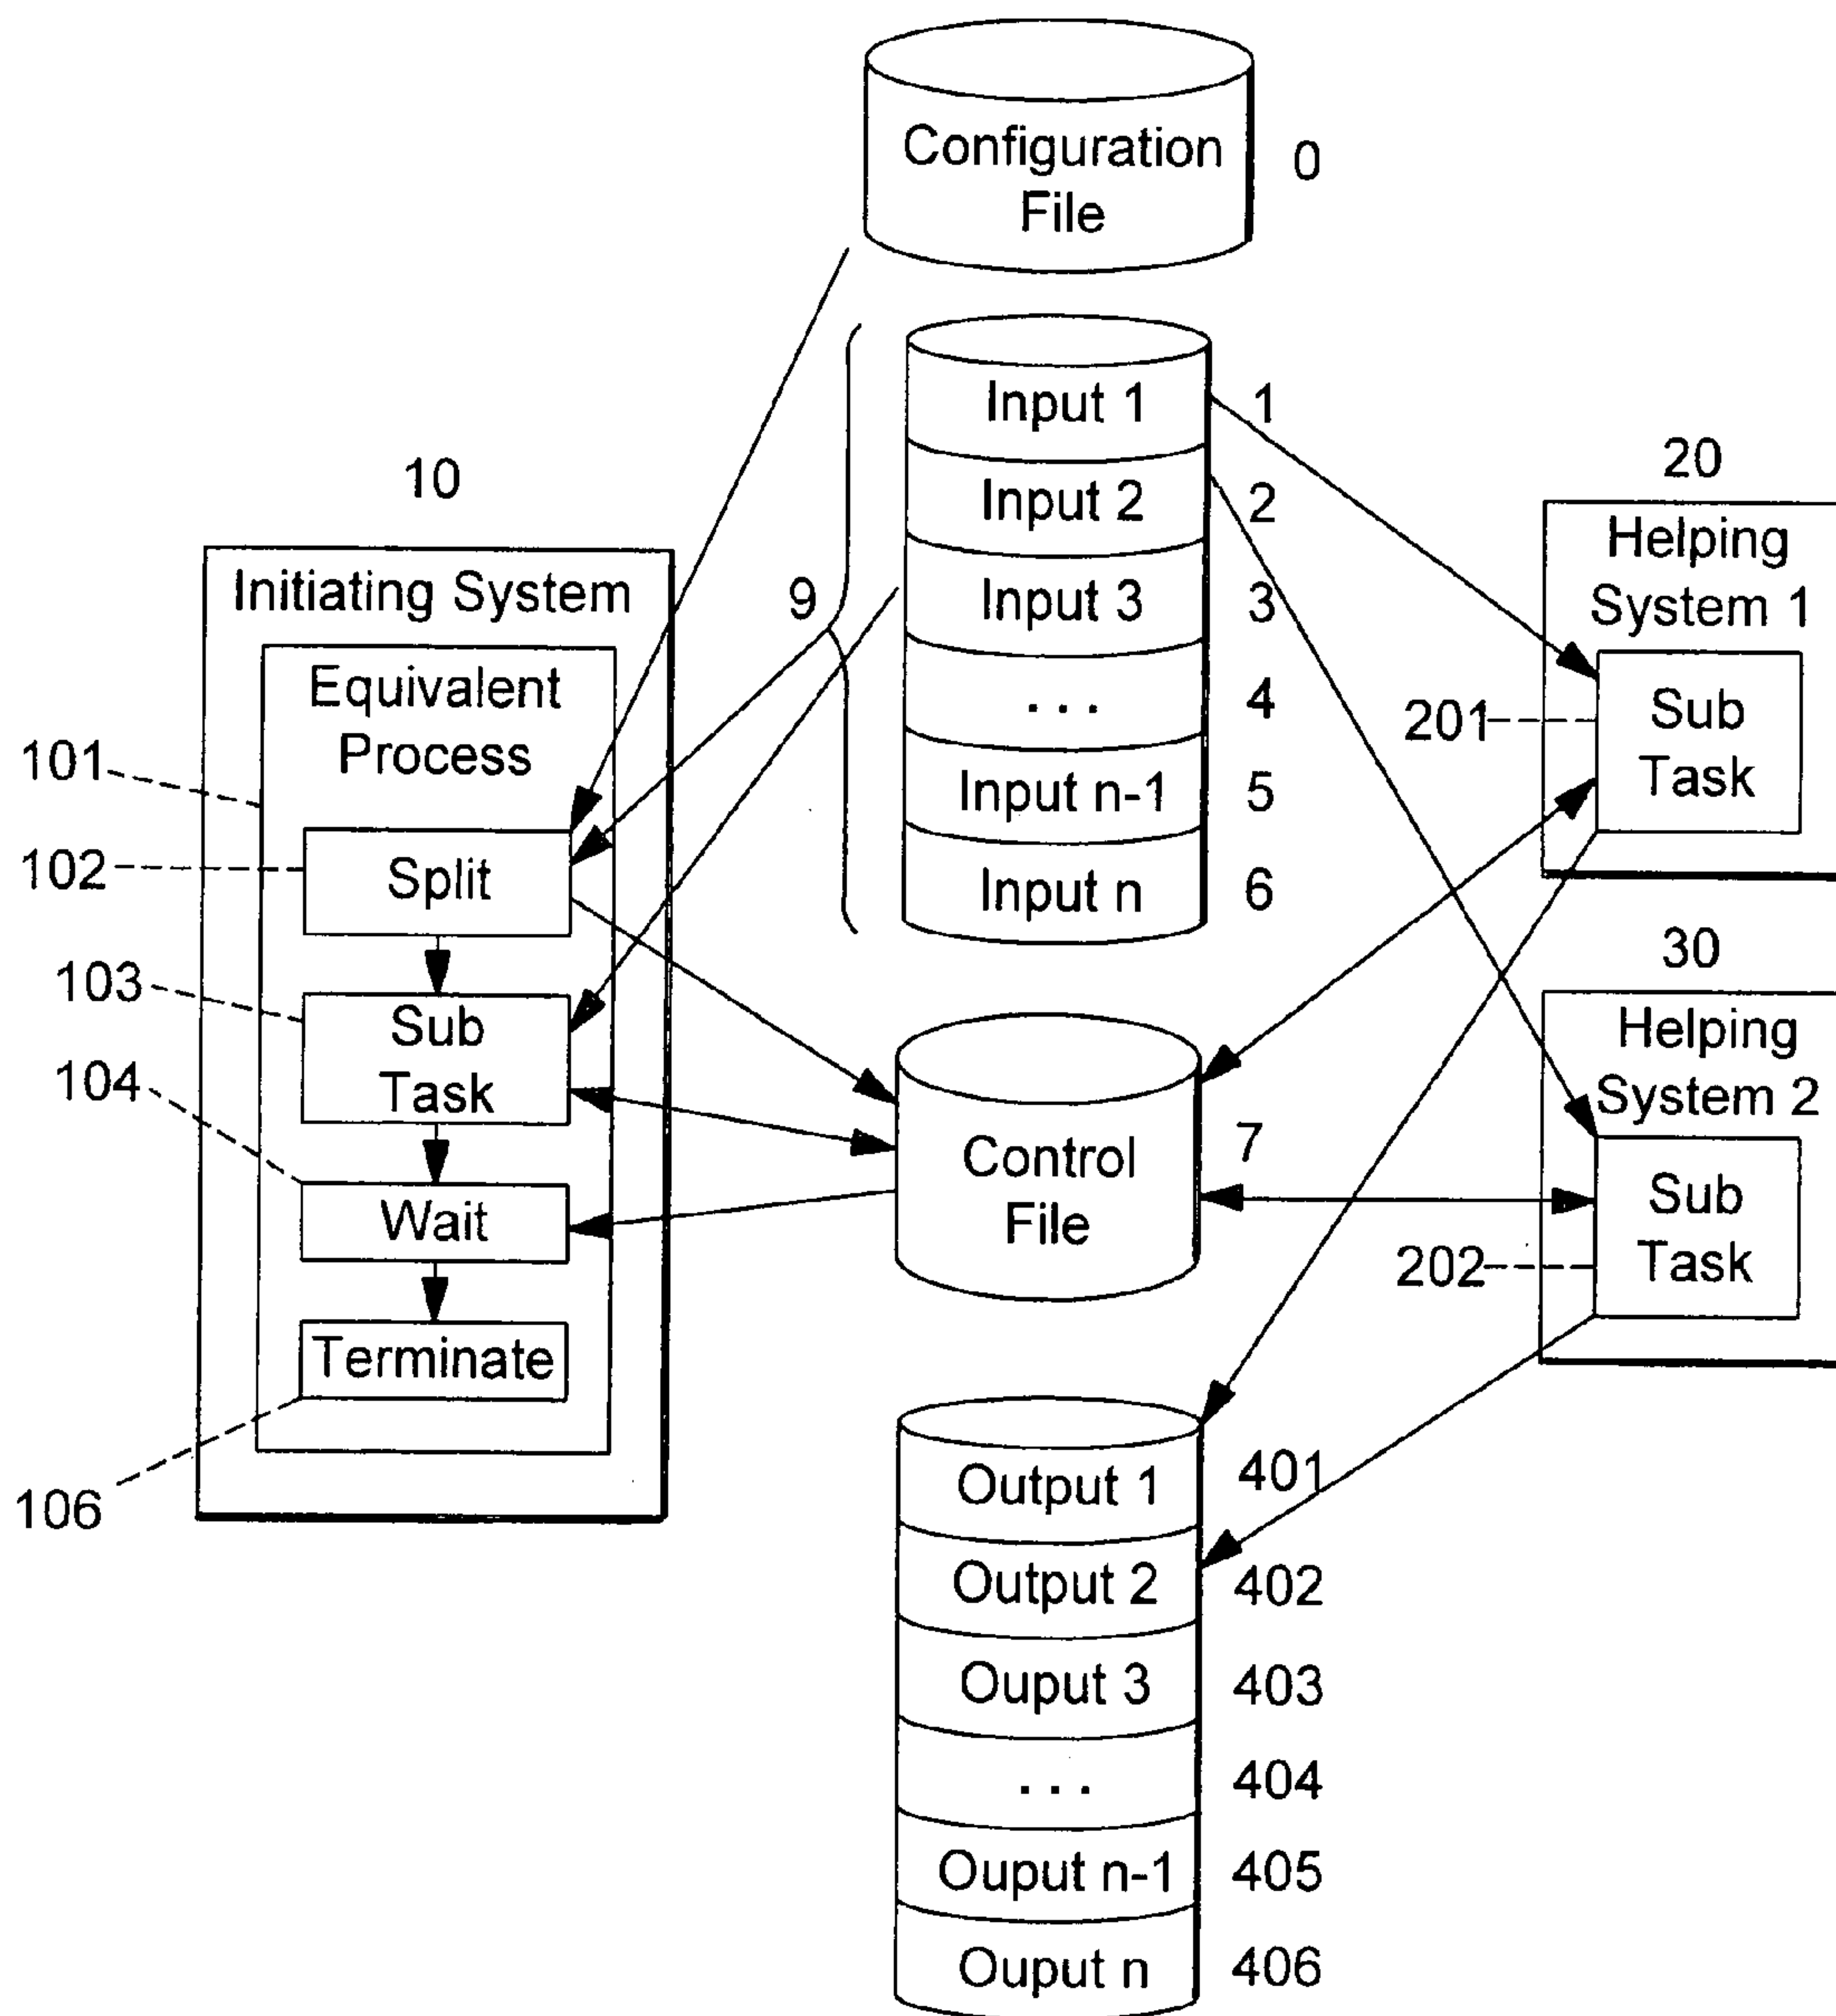 Configuration
File
0
Input 1
1
Input 2
2
Input 3
3
. . .
4
Input n-1
5
Input n
6
9
10
Initiating System
Equivalent
Process
101
Split
102
Sub
Task
103
Wait
104
Terminate
106
20
Helping
System 1
Sub
Task
201
30
Helping
System 2
Sub
Task
202
Control
File
7
Output 1
401
Output 2
402
Ouput 3
403
. . .
404
Ouput n-1
405
Ouput n
406